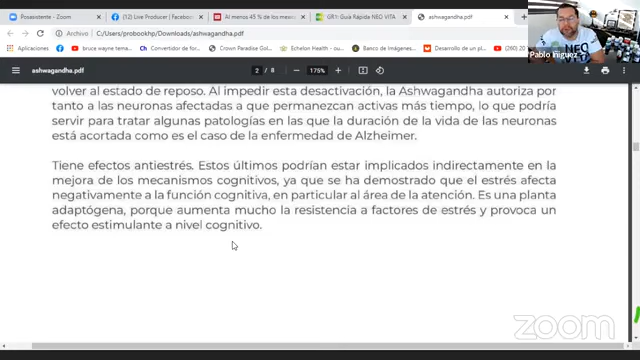 Posasistente - Zoom
(12) Live Producer | Facebook
Al menos 45 % de los mexic
GR1: Guía Rápida NEO VITA
ashwagandha.pdf
Archivo
C:/Users/probookhp/Downloads/ashwagandha.pdf
Aplicaciones
bruce wayne tema...
Crown Paradise Gol...
Echelon Health -...
Banco de Imágenes...
Desarrollo de un pl...
ashwagandha.pdf
2 / 8
175%
Pablo Iñiguez
volver al estado de reposo. Al impedir esta desactivación, la Ashwagandha autoriza por
tanto a las neuronas afectadas a que permanezcan activas más tiempo, lo que podría
servir para tratar algunas patologías en las que la duración de la vida de las neuronas
está acortada como es el caso de la enfermedad de Alzheimer.
Tiene efectos antiestrés. Estos últimos podrían estar implicados indirectamente en la
mejora de los mecanismos cognitivos, ya que se ha demostrado que el estrés afecta
negativamente a la función cognitiva, en particular al área de la atención. Es una planta
adaptógena, porque aumenta mucho la resistencia a factores de estrés y provoca un
efecto estimulante a nivel cognitivo.
zoom